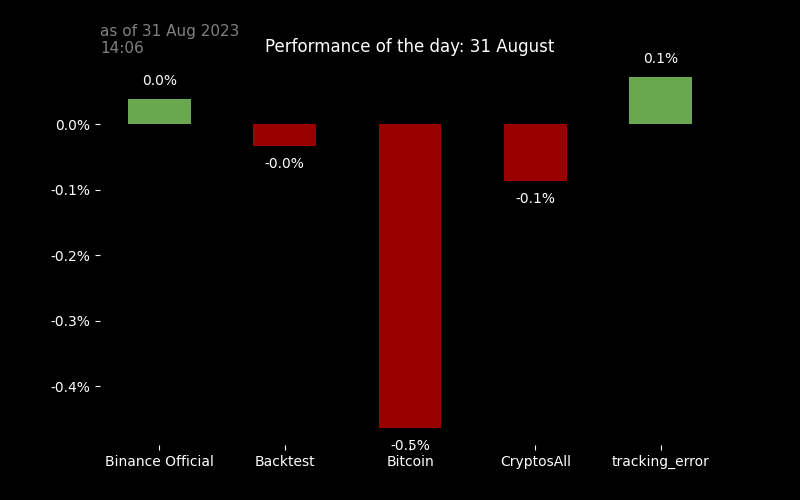 as of 31 Aug 2023
14:06
Performance of the day: 31 August
0.0%
0.1%
0.0%
-0.0%
-0.1%
-0.1%
-0.2%
-0.3%
-0.4%
-0.5%
Binance Official
Backtest
Bitcoin
CryptosAll
tracking_error